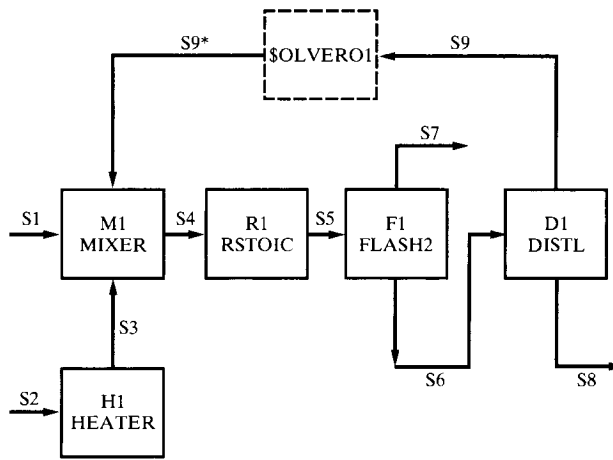 S9*
$OLVERO1
S9
S7
S1
M1
MIXER
S4
R1
RSTOIC
S5
F1
FLASH2
D1
DISTL
S3
S6
S8
S2
H1
HEATER